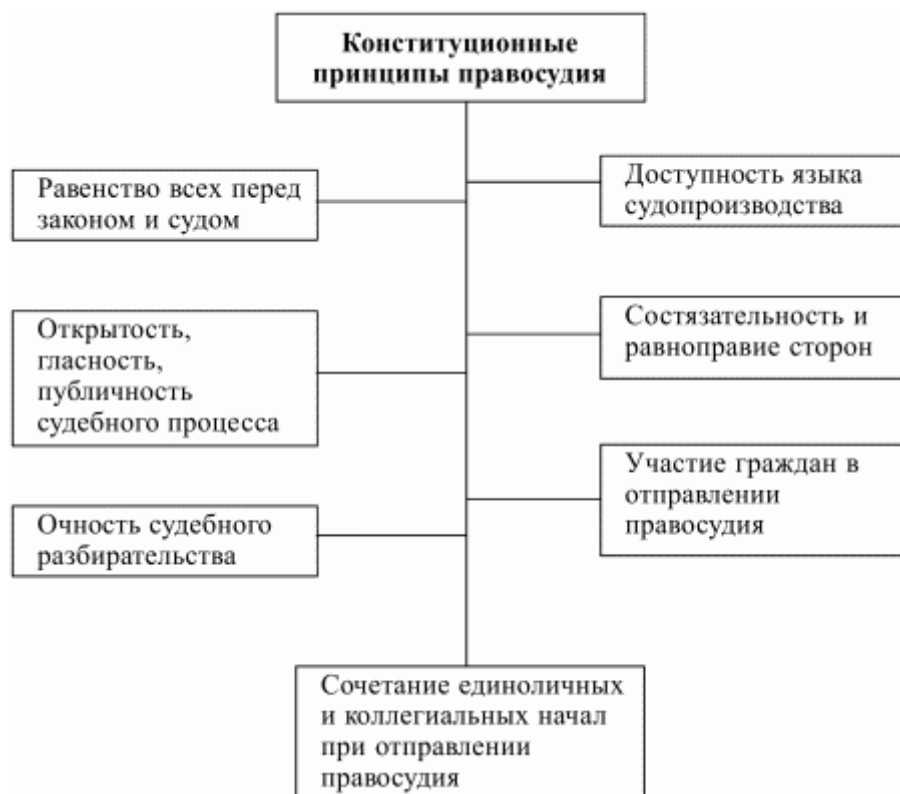 Конституционные
принципы правосудия
Равенство всех перед
законом и судом
Доступность языка
судопроизводства
Открытость,
гласность,
публичность
судебного процесса
Состязательность и
равноправие сторон
Очность судебного
разбирательства
Участие граждан в
отправлении
правосудия
Сочетание единоличных
и коллегиальных начал
при отправлении
правосудия